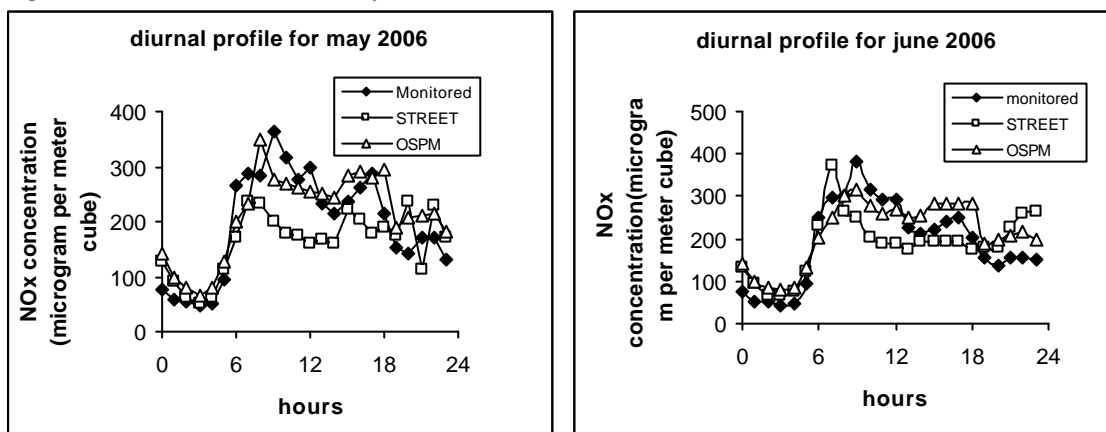 diurnal profile for may 2006
Monitored
STREET
OSPM
NOx concentration
(microgram per meter
cube)
400
300
200
100
0
0 6 12 18 24
hours
diurnal profile for june 2006
monitored
STREET
OSPM
NOx
concentration(microgra
m per meter cube)
500
400
300
200
100
0
0 6 12 18 24
hours